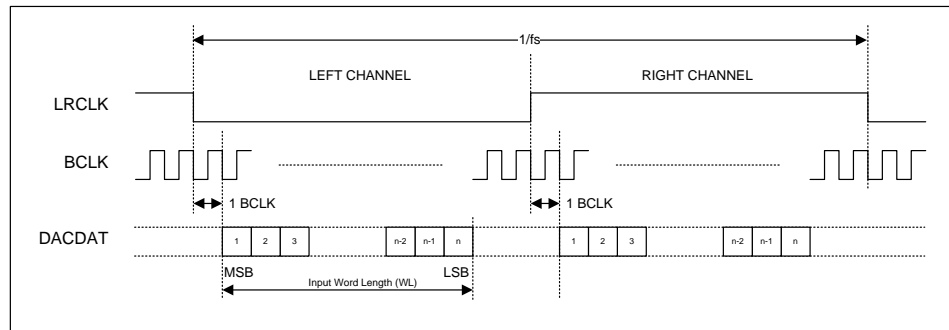 1/fs
LEFT CHANNEL RIGHT CHANNEL
LRCLK
BCLK
1 BCLK 1 BCLK
DACDAT 1 2 3 n-2 n-1 n 1 2 3 n-2 n-1 n
MSB LSB
Input Word Length (WL)